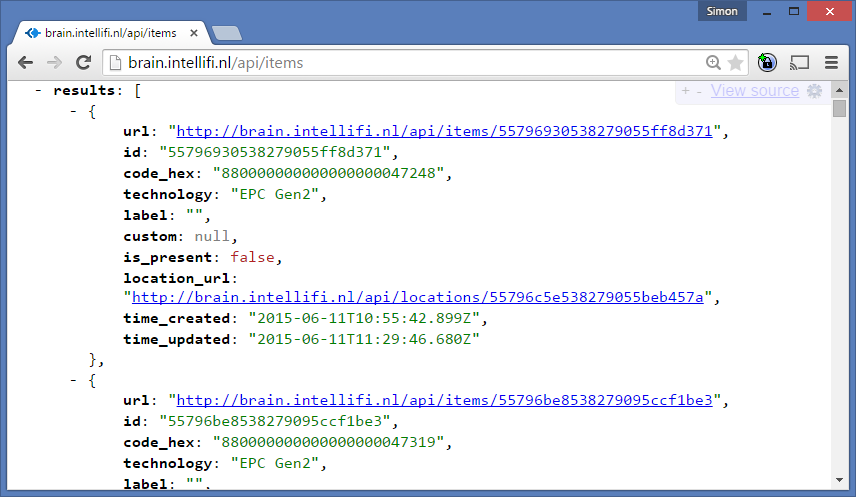 Simon
brain.intellifi.nl/api/items
brain.intellifi.nl/api/items
+ - View source
- results: [
- {
url: "http://brain.intellifi.nl/api/items/55796930538279055ff8d371",
id: "55796930538279055ff8d371",
code_hex: "880000000000000000047248",
technology: "EPC Gen2",
label: "",
custom: null,
is_present: false,
location_url:
"http://brain.intellifi.nl/api/locations/55796c5e538279055beb457a",
time_created: "2015-06-11T10:55:42.899Z",
time_updated: "2015-06-11T11:29:46.680Z"
},
- {
url: "http://brain.intellifi.nl/api/items/55796be8538279095ccf1be3",
id: "55796be8538279095ccf1be3",
code_hex: "880000000000000000047319",
technology: "EPC Gen2",
label: "",